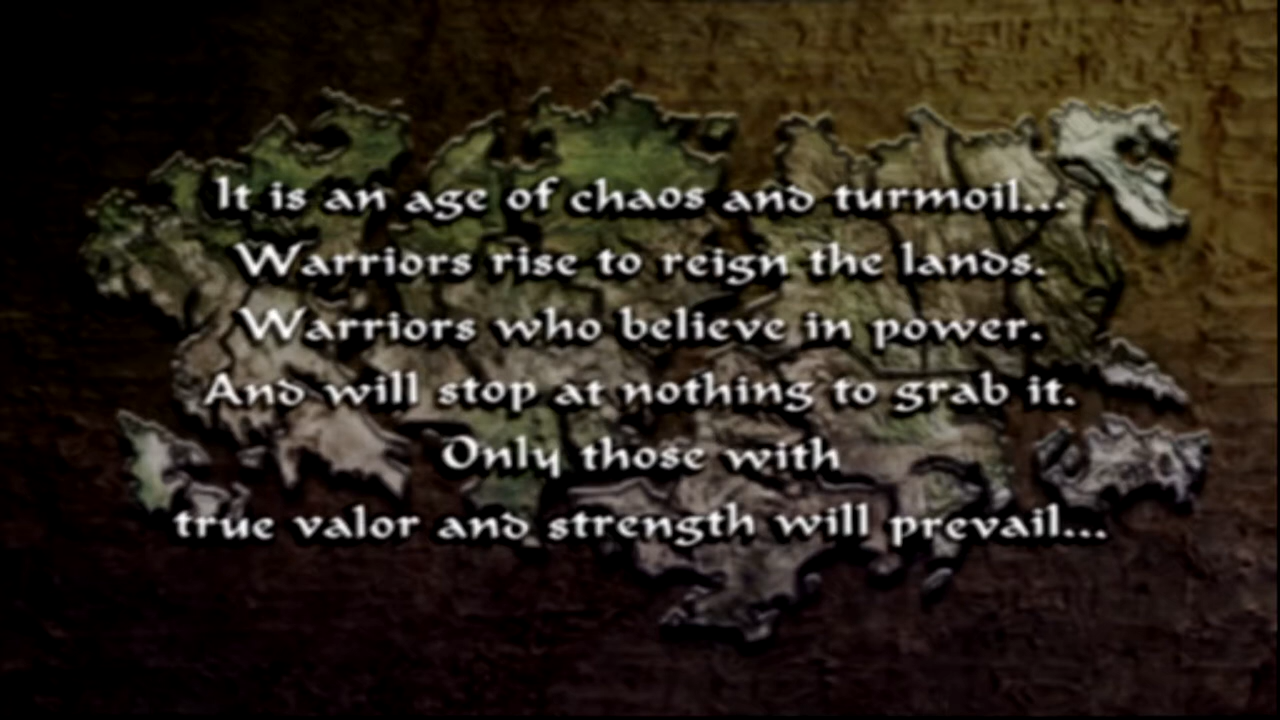 It is an age of chaos and turmoil...
Warriors rise to reign the lands.
Warriors who believe in power.
And will stop at nothing to grab it.
Only those with
true valor and strength will prevail...